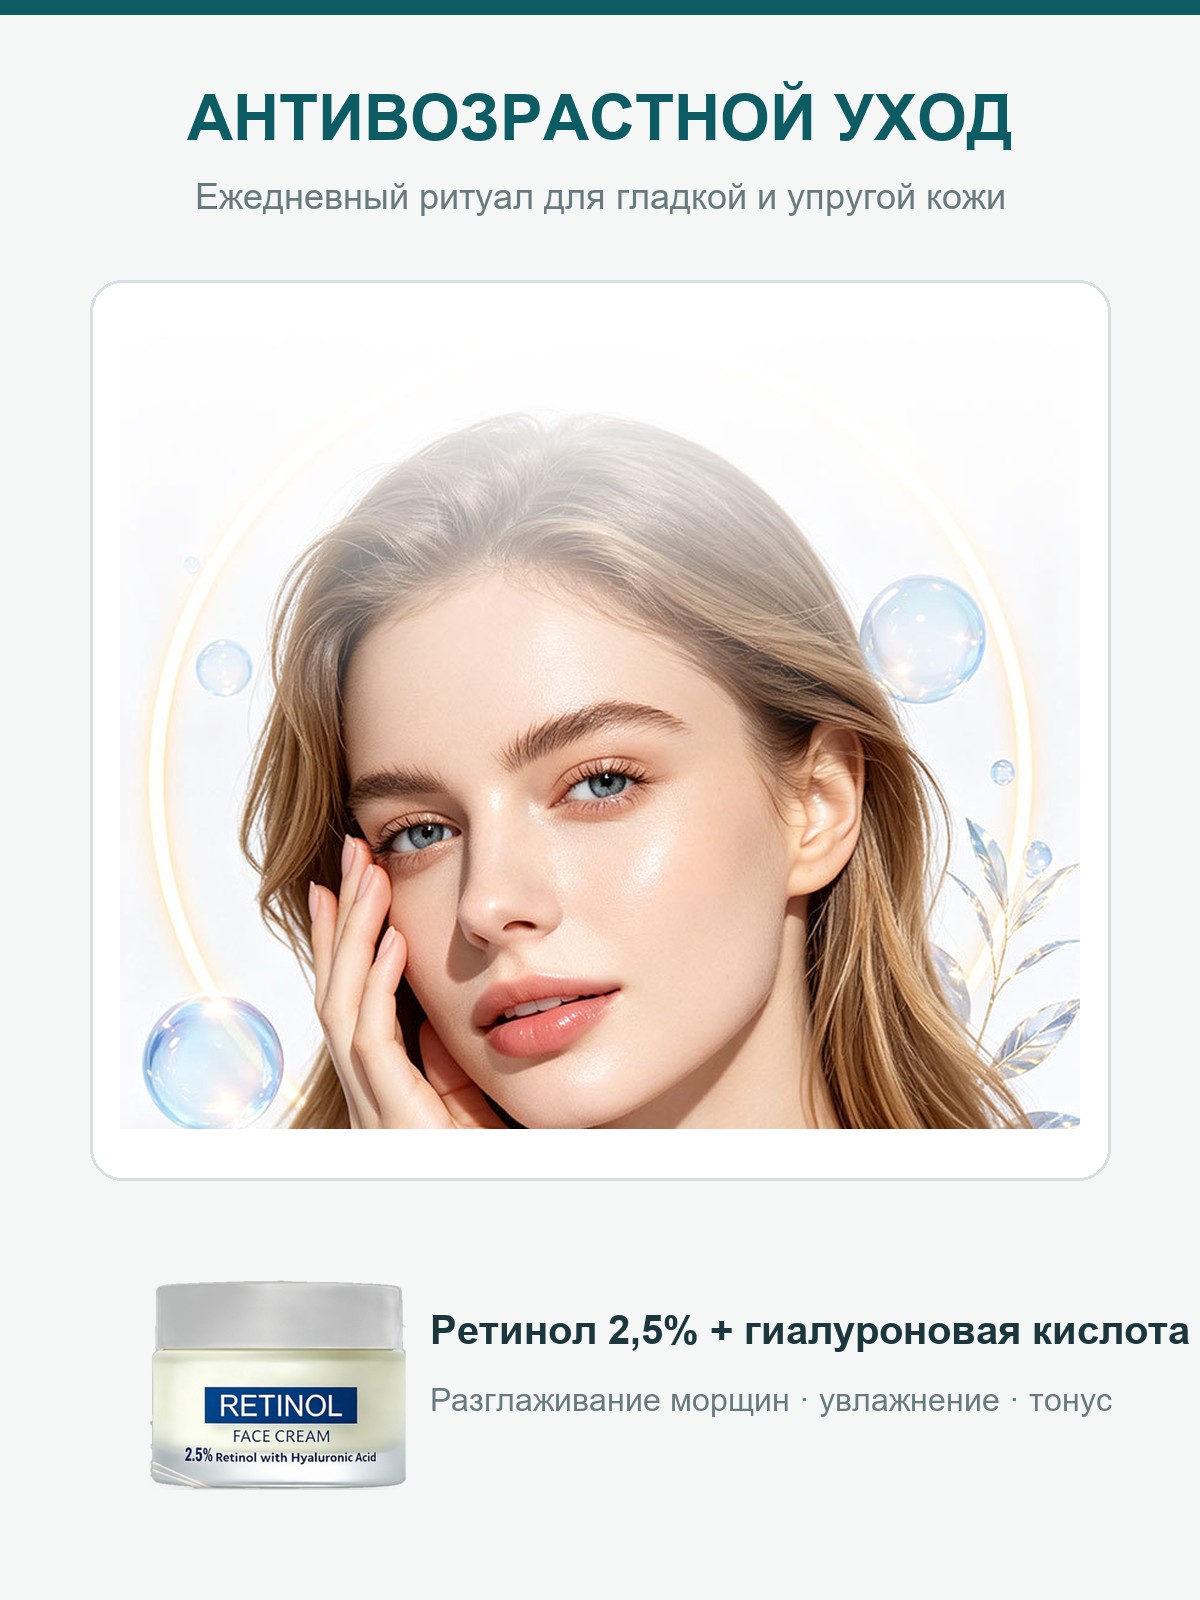 АНТИВОЗРАСТНОЙ УХОД
Ежедневный ритуал для гладкой и упругой кожи
Ретинол 2,5% + гиалуроновая кислота
Разглаживание морщин · увлажнение · тонус
RETINOL
FACE CREAM
2.5% Retinol with Hyaluronic Acid